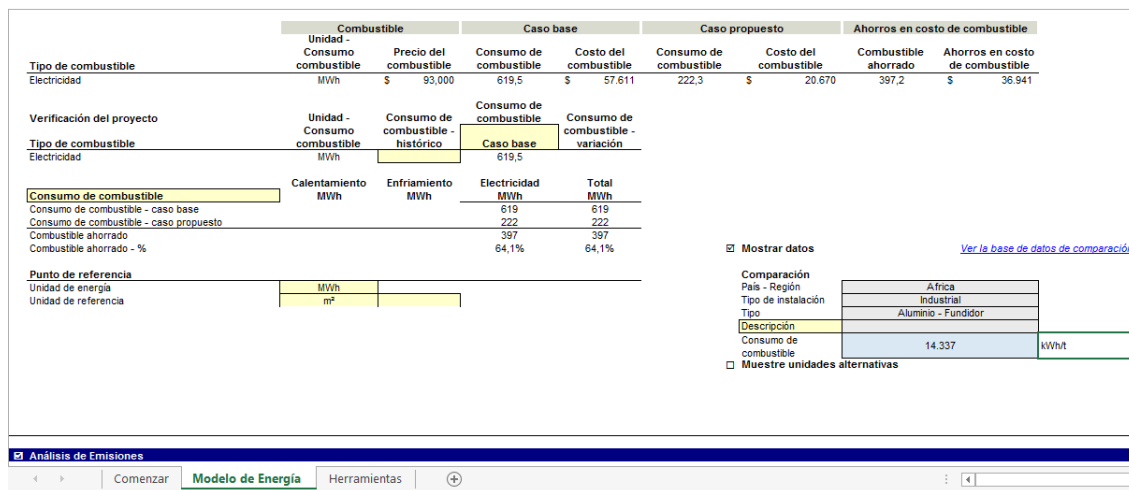 Combustible Caso base Caso propuesto Ahorros en costo de combustible
Tipo de combustible Unidad - Consumo combustible Precio del combustible Consumo de combustible Costo del combustible Consumo de combustible Costo del combustible Combustible ahorrado Ahorros en costo de combustible
Electricidad MWh $ 93,000 619,5 $ 57.611 222,3 $ 20.670 397,2 $ 36.941
Verificación del proyecto
Tipo de combustible Unidad - Consumo combustible Consumo de combustible - histórico Consumo de combustible Caso base Consumo de combustible - variación
Electricidad MWh 619,5
Calentamiento Enfriamiento Electricidad Total
Consumo de combustible MWh MWh MWh MWh
Consumo de combustible - caso base 619 619
Consumo de combustible - caso propuesto 222 222
Combustible ahorrado 397 397
Combustible ahorrado - % 64,1% 64,1%
Punto de referencia
Unidad de energía MWh
Unidad de referencia m²
Mostrar datos Ver la base de datos de comparació
Comparación
País - Región Africa
Tipo de instalación Industrial
Tipo Aluminio - Fundidor
Descripción
Consumo de combustible 14.337 kWh/t
Muestre unidades alternativas
Análisis de Emisiones
Comenzar Modelo de Energía Herramientas